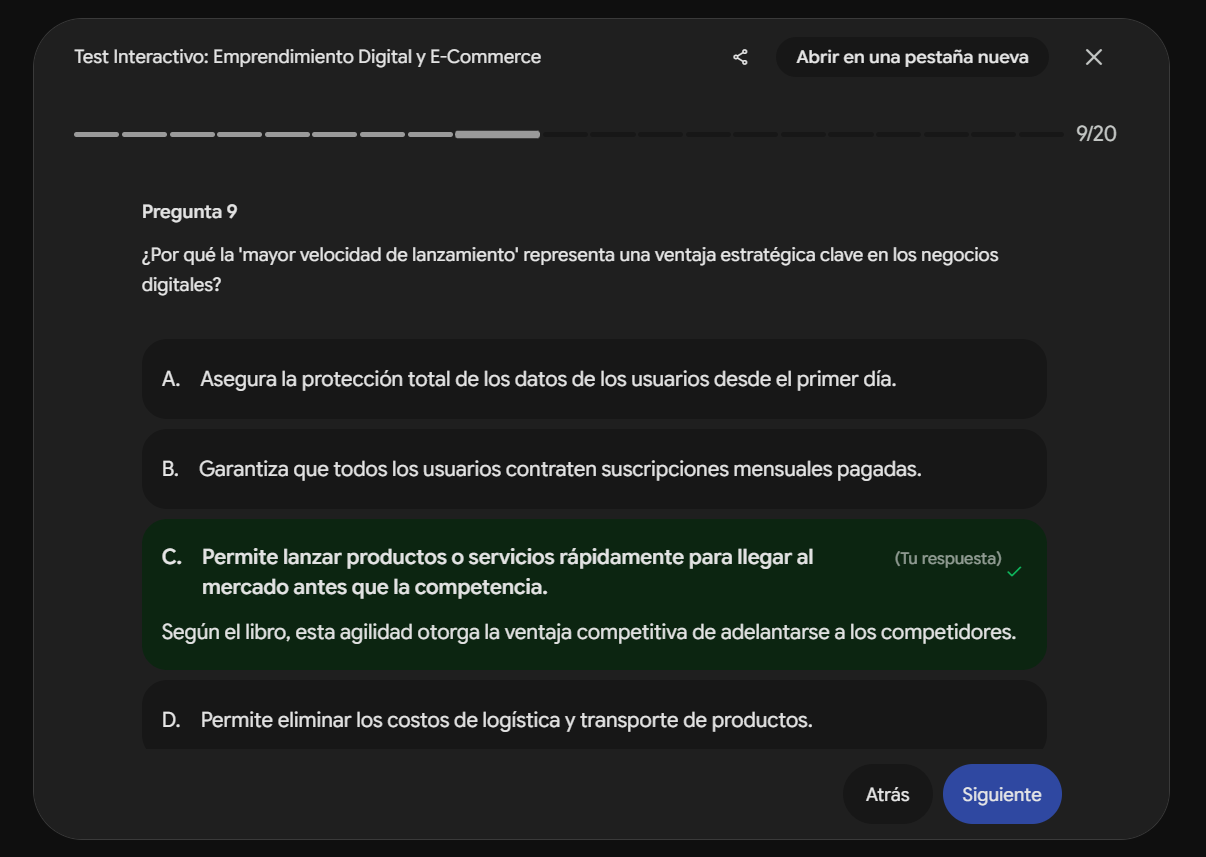 Test Interactivo: Emprendimiento Digital y E-Commerce
Abrir en una pestaña nueva
9/20
Pregunta 9
¿Por qué la 'mayor velocidad de lanzamiento' representa una ventaja estratégica clave en los negocios
digitales?
A. Asegura la protección total de los datos de los usuarios desde el primer día.
B. Garantiza que todos los usuarios contraten suscripciones mensuales pagadas.
C. Permite lanzar productos o servicios rápidamente para llegar al
mercado antes que la competencia.
(Tu respuesta)
Según el libro, esta agilidad otorga la ventaja competitiva de adelantarse a los competidores.
D. Permite eliminar los costos de logística y transporte de productos.
Atrás
Siguiente